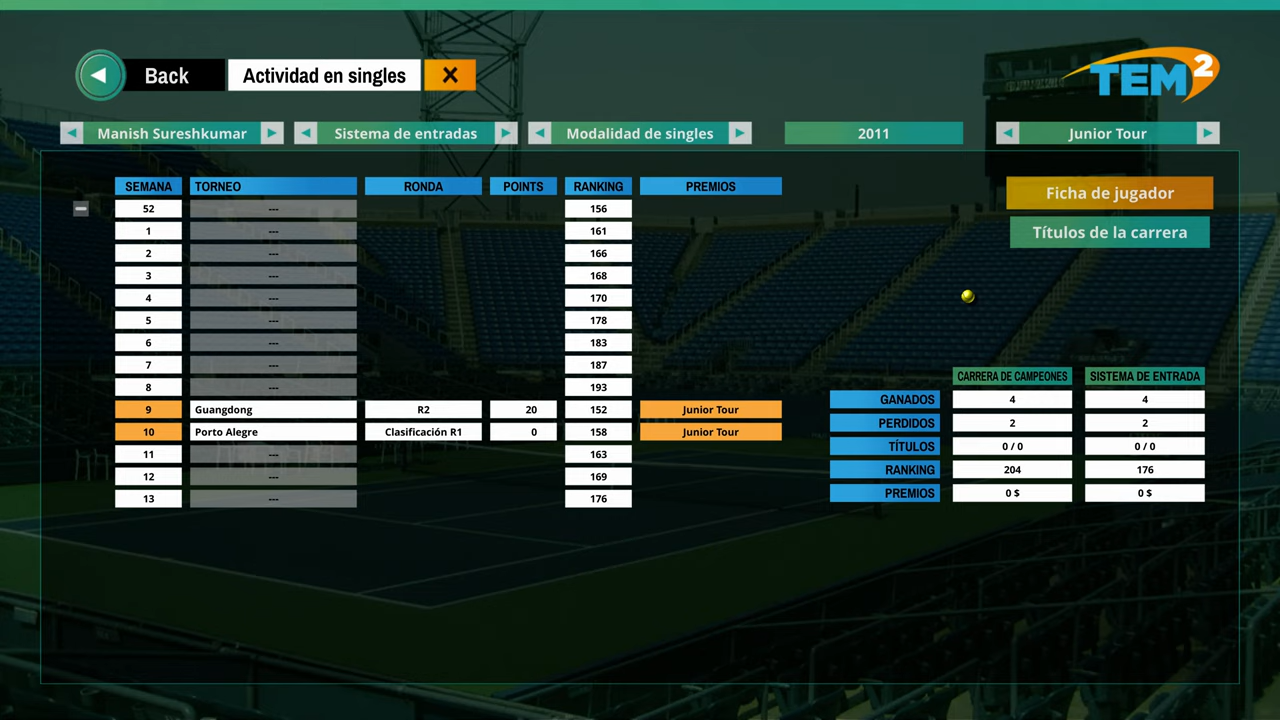 Back
Actividad en singles
X
TEM2
Manish Sureshkumar
Sistema de entradas
Modalidad de singles
2011
Junior Tour
SEMANA TORNEO RONDA POINTS RANKING PREMIOS
52 --- 156
1 --- 161
2 --- 166
3 --- 168
4 --- 170
5 --- 178
6 --- 183
7 --- 187
8 --- 193
9 Guangdong R2 20 152 Junior Tour
10 Porto Alegre Clasificación R1 0 158 Junior Tour
11 --- 163
12 --- 169
13 --- 176
Ficha de jugador
Títulos de la carrera
CARRERA DE CAMPEONES SISTEMA DE ENTRADA
GANADOS 4 4
PERDIDOS 2 2
TÍTULOS 0 / 0 0 / 0
RANKING 204 176
PREMIOS 0 $ 0 $